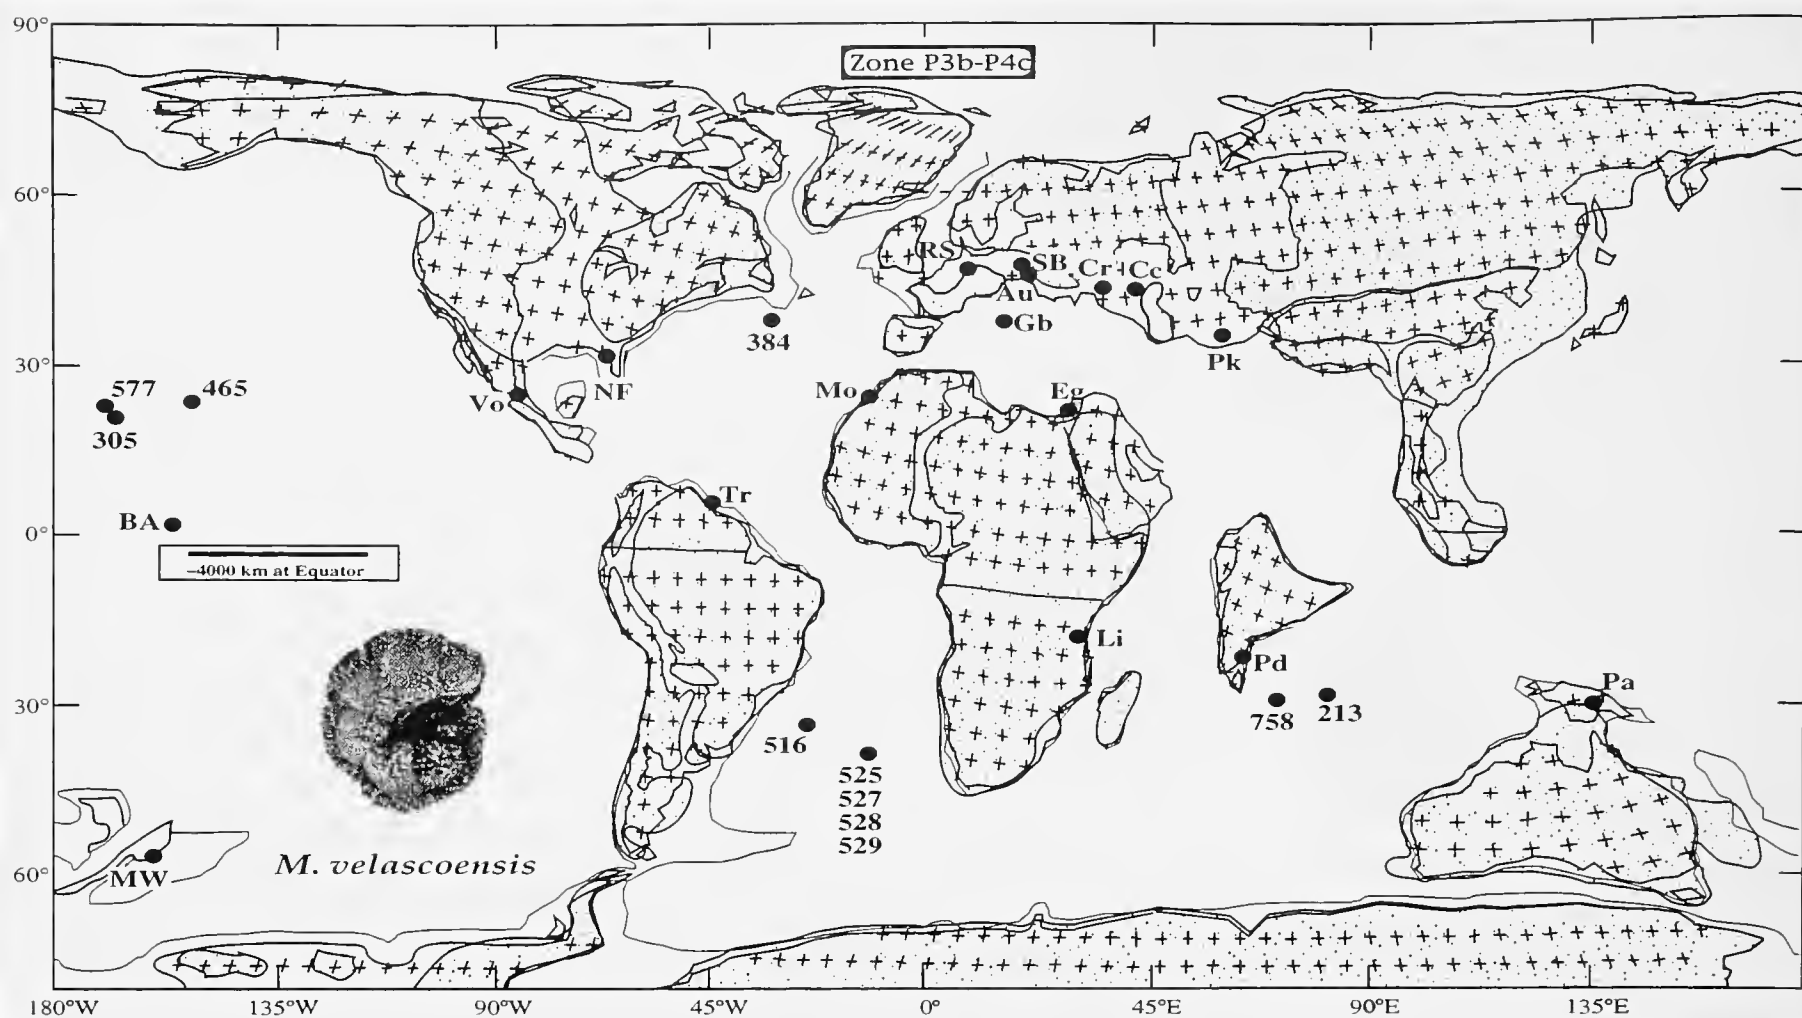 90°
Zone P3b-P4c
60°
RS
SB
Cr
Cc
Au
Gb
384
Pk
30°
577
465
Vo
NF
Mo
Eg
305
Tr
BA
0°
–4000 km at Equator
Li
Pd
Pa
30°
758
213
516
525
527
528
529
M. velascoensis
MW
60°
180°W
135°W
90°W
45°W
0°
45°E
90°E
135°E